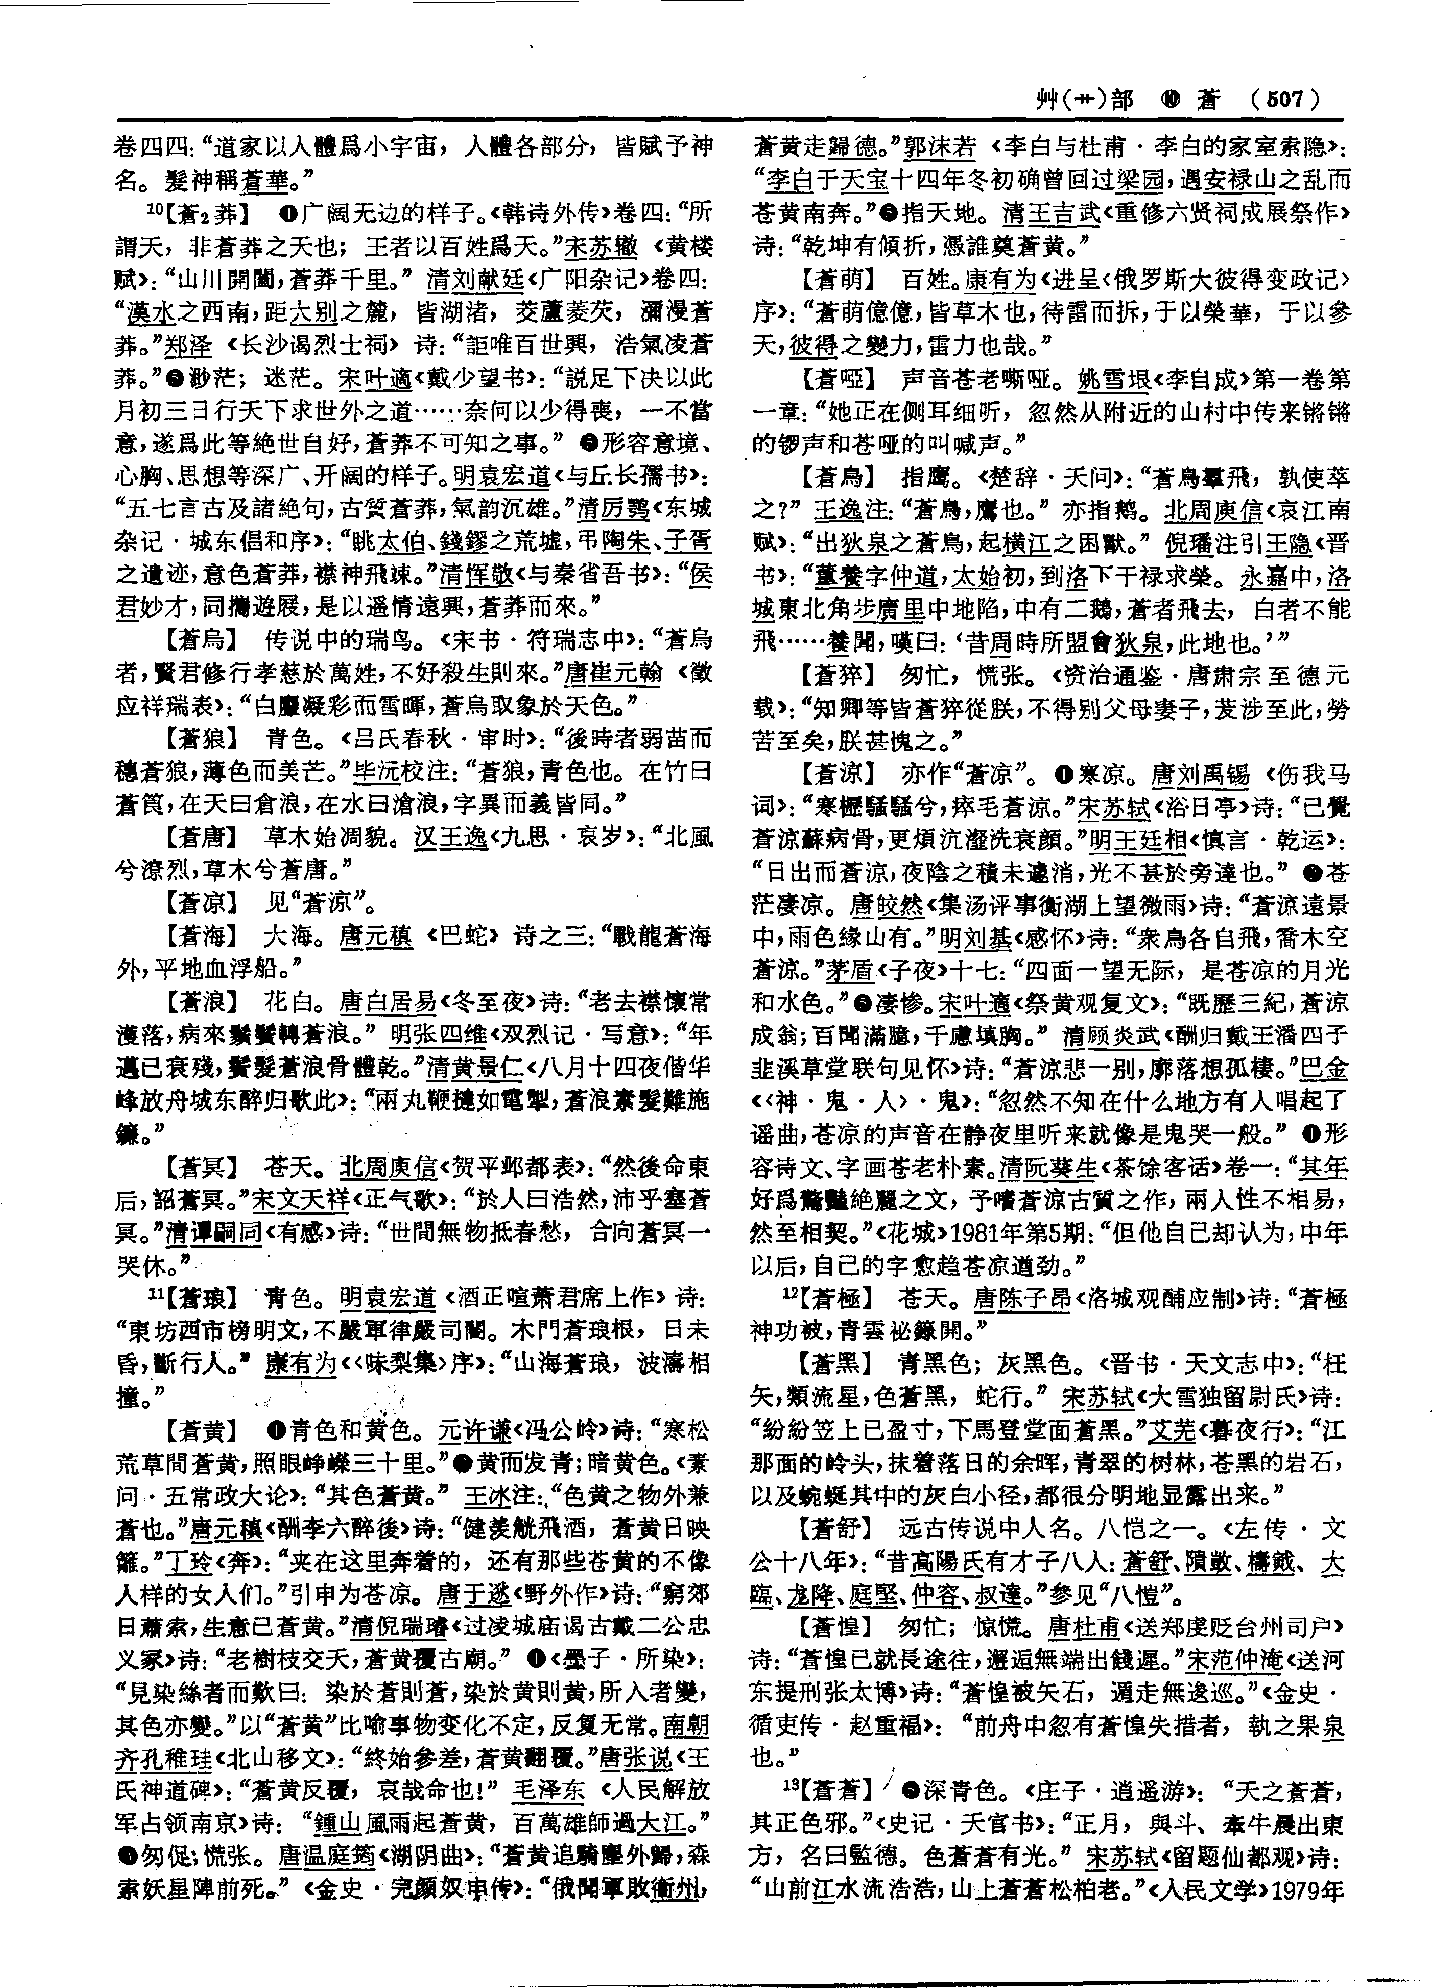 艸(艹)部　❿　蒼　(507)
卷四四：“道家以人體爲小宇宙，人體各部分，皆賦予神
名。髮神稱蒼華。”
10【蒼₂莽】　❶广阔无边的样子。《韩诗外传》卷四：“所
謂天，非蒼莽之天也；王者以百姓爲天。”宋苏辙《黄楼
赋》：“山川開闔，蒼莽千里。”清刘献廷《广阳杂记》卷四：
“漢水之西南，距大别之麓，皆湖渚，茭蘆菱芡，瀰漫蒼
莽。”郑泽《长沙谒烈士祠》诗：“詎唯百世興，浩氣凌蒼
莽。”❷渺茫；迷茫。宋叶適《戴少望书》：“説足下决以此
月初三日行天下求世外之道……奈何以少得喪，一不當
意，遂爲此等絶世自好，蒼莽不可知之事。”❸形容意境、
心胸、思想等深广、开阔的样子。明袁宏道《与丘长孺书》：
“五七言古及諸絶句，古質蒼莽，氣韵沉雄。”清厉鹗《东城
杂记·城东倡和序》：“眺太伯、錢鏐之荒墟，弔陶朱、子胥
之遺迹，意色蒼莽，襟神飛竦。”清恽敬《与秦省吾书》：“侯
君妙才，同攜遊屐，是以遥情遠興，蒼莽而來。”
【蒼烏】　传说中的瑞鸟。《宋书·符瑞志中》：“蒼烏
者，賢君修行孝慈於萬姓，不好殺生則來。”唐崔元翰《徵
应祥瑞表》：“白麞凝彩而雪暉，蒼烏取象於天色。”
【蒼狼】　青色。《吕氏春秋·审时》：“後時者弱苗而
穗蒼狼，薄色而美芒。”毕沅校注：“蒼狼，青色也。在竹曰
蒼筤，在天曰倉浪，在水曰滄浪，字異而義皆同。”
【蒼唐】　草木始凋貌。汉王逸《九思·哀岁》：“北風
兮潦烈，草木兮蒼唐。”
【蒼凉】　见“蒼涼”。
【蒼海】　大海。唐元稹《巴蛇》诗之三：“戰龍蒼海
外，平地血浮船。”
【蒼浪】　花白。唐白居易《冬至夜》诗：“老去襟懷常
濩落，病來鬚鬢轉蒼浪。”明张四维《双烈记·写意》：“年
邁已衰殘，鬢髮蒼浪骨體乾。”清黄景仁《八月十四夜偕华
峰放舟城东醉归歌此》：“兩丸鞭撻如電掣，蒼浪素髮難施
鑷。”
【蒼冥】　苍天。北周庾信《贺平邺都表》：“然後命東
后，詔蒼冥。”宋文天祥《正气歌》：“於人曰浩然，沛乎塞蒼
冥。”清谭嗣同《有感》诗：“世間無物抵春愁，合向蒼冥一
哭休。”
11【蒼琅】　青色。明袁宏道《酒正喧萧君席上作》诗：
“東坊西市榜明文，不嚴軍律嚴司閽。木門蒼琅根，日未
昏，斷行人。”康有为《〈味梨集〉序》：“山海蒼琅，波濤相
撞。”
【蒼黄】　❶青色和黄色。元许谦《冯公岭》诗：“寒松
荒草間蒼黄，照眼崢嶸三十里。”❷黄而发青；暗黄色。《素
问·五常政大论》：“其色蒼黄。”王冰注：“色黄之物外兼
蒼也。”唐元稹《酬李六醉後》诗：“健羡觥飛酒，蒼黄日映
籬。”丁玲《奔》：“夹在这里奔着的，还有那些苍黄的不像
人样的女人们。”引申为苍凉。唐于逖《野外作》诗：“窮郊
日蕭索，生意已蒼黄。”清倪瑞璿《过凌城庙谒古戴二公忠
义冢》诗：“老樹枝交天，蒼黄覆古廟。”❸《墨子·所染》：
“見染絲者而歎曰：染於蒼則蒼，染於黄則黄，所入者變，
其色亦變。”以“蒼黄”比喻事物变化不定，反复无常。南朝
齐孔稚珪《北山移文》：“終始參差，蒼黄翻覆。”唐张说《王
氏神道碑》：“蒼黄反覆，哀哉命也！”毛泽东《人民解放
军占领南京》诗：“鍾山風雨起蒼黄，百萬雄師過大江。”
❹匆促；慌张。唐温庭筠《湖阴曲》：“蒼黄追騎塵外歸，森
索妖星陣前死。”《金史·完颜奴申传》：“俄聞軍敗衛州，
蒼黄走歸德。”郭沫若《李白与杜甫·李白的家室索隐》：
“李白于天宝十四年冬初确曾回过梁园，遇安禄山之乱而
苍黄南奔。”❺指天地。清王吉武《重修六贤祠成展祭作》
诗：“乾坤有傾折，憑誰奠蒼黄。”
【蒼萌】　百姓。康有为《进呈〈俄罗斯大彼得变政记〉
序》：“蒼萌億億，皆草木也，待雷而拆，于以榮華，于以參
天，彼得之變力，雷力也哉。”
【蒼啞】　声音苍老嘶哑。姚雪垠《李自成》第一卷第
一章：“她正在侧耳细听，忽然从附近的山村中传来锵锵
的锣声和苍哑的叫喊声。”
【蒼鳥】　指鹰。《楚辞·天问》：“蒼鳥羣飛，孰使萃
之？”王逸注：“蒼鳥，鷹也。”亦指鹅。北周庾信《哀江南
赋》：“出狄泉之蒼鳥，起横江之困獸。”倪璠注引王隐《晋
书》：“董養字仲道，太始初，到洛下干禄求榮。永嘉中，洛
城東北角步廣里中地陷，中有二鵝，蒼者飛去，白者不能
飛……養聞，嘆曰：‘昔周時所盟會狄泉，此地也。’”
【蒼猝】　匆忙，慌张。《资治通鉴·唐肃宗至德元
载》：“知卿等皆蒼猝從朕，不得别父母妻子，茇涉至此，勞
苦至矣，朕甚愧之。”
【蒼涼】　亦作“蒼凉”。❶寒凉。唐刘禹锡《伤我马
词》：“寒櫪騷騷兮，瘁毛蒼凉。”宋苏轼《浴日亭》诗：“已覺
蒼涼蘇病骨，更煩沆瀣洗衰顔。”明王廷相《慎言·乾运》：
“日出而蒼涼，夜陰之積未遽消，光不甚於旁達也。”❷苍
茫凄凉。唐皎然《集汤评事衡湖上望微雨》诗：“蒼涼遠景
中，雨色緣山有。”明刘基《感怀》诗：“衆鳥各自飛，喬木空
蒼涼。”茅盾《子夜》十七：“四面一望无际，是苍凉的月光
和水色。”❸凄惨。宋叶適《祭黄观复文》：“既歷三紀，蒼涼
成翁；百聞滿臆，千慮填胸。”清顾炎武《酬归戴王潘四子
韭溪草堂联句见怀》诗：“蒼涼悲一别，廓落想孤棲。”巴金
《〈神·鬼·人〉·鬼》：“忽然不知在什么地方有人唱起了
谣曲，苍凉的声音在静夜里听来就像是鬼哭一般。”❹形
容诗文、字画苍老朴素。清阮葵生《茶馀客话》卷一：“其年
好爲驚豔絶麗之文，予嗜蒼涼古質之作，兩人性不相易，
然至相契。”《花城》1981年第5期：“但他自己却认为，中年
以后，自己的字愈趋苍凉遒劲。”
12【蒼極】　苍天。唐陈子昂《洛城观酺应制》诗：“蒼極
神功被，青雲祕籙開。”
【蒼黑】　青黑色；灰黑色。《晋书·天文志中》：“枉
矢，類流星，色蒼黑，蛇行。”宋苏轼《大雪独留尉氏》诗：
“紛紛笠上已盈寸，下馬登堂面蒼黑。”艾芜《暮夜行》：“江
那面的岭头，抹着落日的余晖，青翠的树林，苍黑的岩石，
以及蜿蜒其中的灰白小径，都很分明地显露出来。”
【蒼舒】　远古传说中人名。八恺之一。《左传·文
公十八年》：“昔高陽氏有才子八人：蒼舒、隤敳、檮戭、大
臨、尨降、庭堅、仲容、叔達。”参见“八愷”。
【蒼惶】　匆忙；惊慌。唐杜甫《送郑虔贬台州司户》
诗：“蒼惶已就長途往，邂逅無端出餞遲。”宋范仲淹《送河
东提刑张太博》诗：“蒼惶被矢石，遁走無逡巡。”《金史·
循吏传·赵重福》：“前舟中忽有蒼惶失措者，執之果泉
也。”
13【蒼蒼】　❶深青色。《庄子·逍遥游》：“天之蒼蒼，
其正色邪。”《史记·天官书》：“正月，與斗、牽牛晨出東
方，名曰監德。色蒼蒼有光。”宋苏轼《留题仙都观》诗：
“山前江水流浩浩，山上蒼蒼松柏老。”《人民文学》1979年